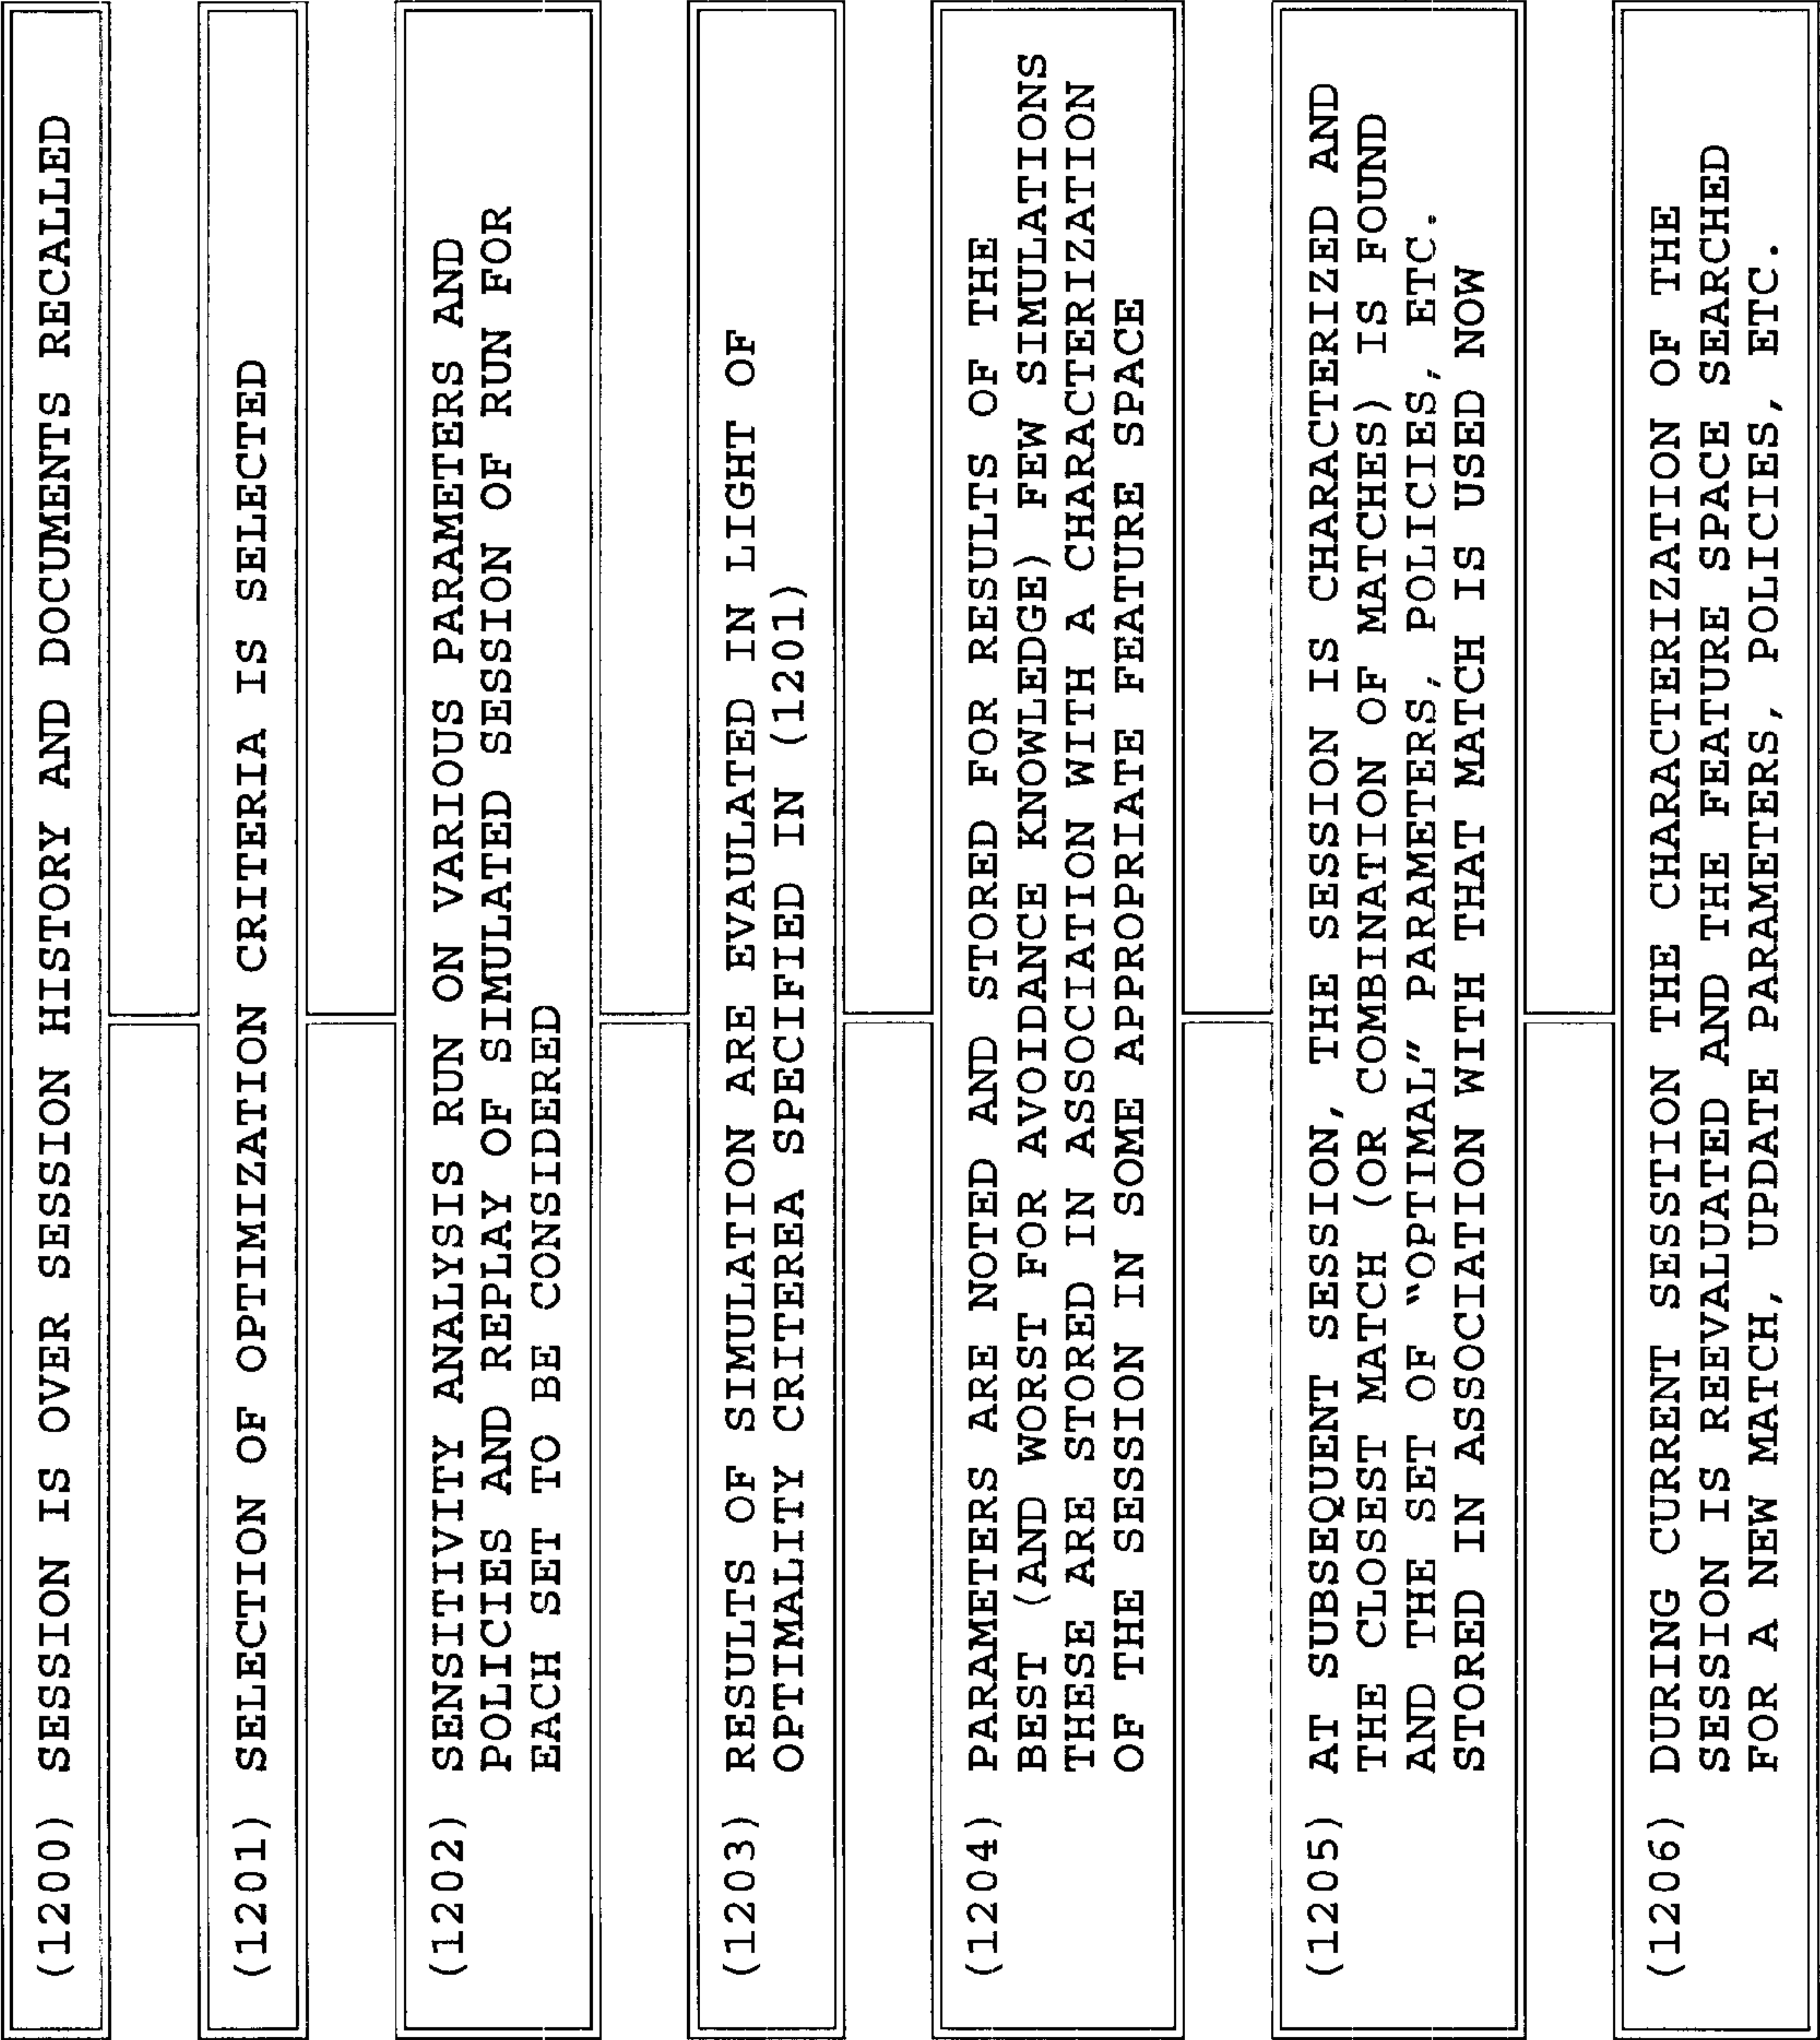 (1200) SESSION IS OVER SESSION HISTORY AND DOCUMENTS RECALLED
(1201) SELECTION OF OPTIMIZATION CRITERIA IS SELECTED
(1202) SENSITIVITY ANALYSIS RUN ON VARIOUS PARAMETERS AND
POLICIES AND REPLAY OF SIMULATED SESSION OF RUN FOR
EACH SET TO BE CONSIDERED
(1203) RESULTS OF SIMULATION ARE EVAULATED IN LIGHT OF
OPTIMALITY CRITEREA SPECIFIED IN (1201)
(1204) PARAMETERS ARE NOTED AND STORED FOR RESULTS OF THE
BEST (AND WORST FOR AVOIDANCE KNOWLEDGE) FEW SIMULATIONS
THESE ARE STORED IN ASSOCIATION WITH A CHARACTERIZATION
OF THE SESSION IN SOME APPROPRIATE FEATURE SPACE
(1205) AT SUBSEQUENT SESSION, THE SESSION IS CHARACTERIZED AND
THE CLOSEST MATCH (OR COMBINATION OF MATCHES) IS FOUND
AND THE SET OF "OPTIMAL" PARAMETERS, POLICIES, ETC.
STORED IN ASSOCIATION WITH THAT MATCH IS USED NOW
(1206) DURING CURRENT SESSTION THE CHARACTERIZATION OF THE
SESSION IS REEVALUATED AND THE FEATURE SPACE SEARCHED
FOR A NEW MATCH, UPDATE PARAMETERS, POLICIES, ETC.